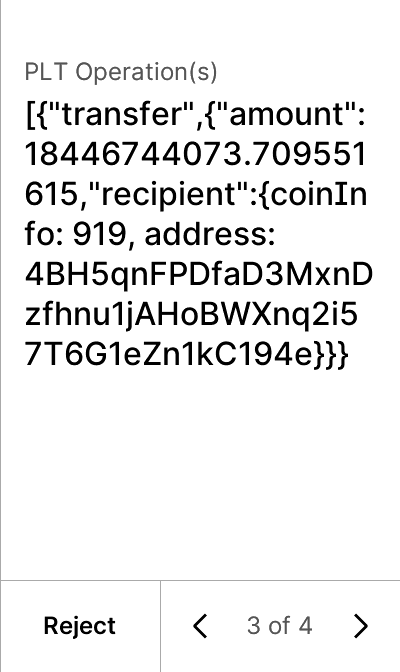 PLT Operation(s)
[{"transfer",{"amount":
18446744073.709551
615,"recipient":{coinIn
fo: 919, address:
4BH5qnFPDfaD3MxnD
zfhnu1jAHoBWXnq2i5
7T6G1eZn1kC194e}}}
Reject
3 of 4